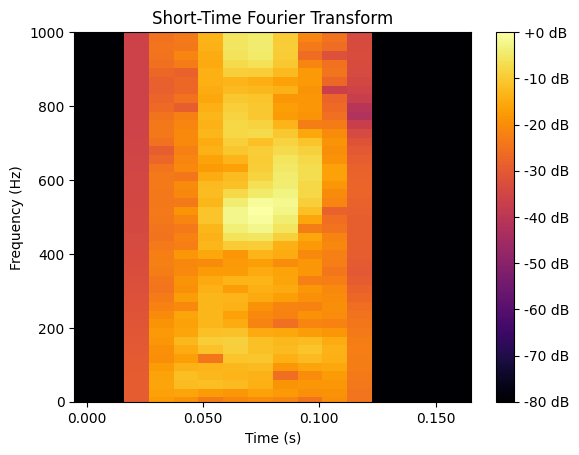 Short-Time Fourier Transform
1000
800
600
400
200
0
Frequency (Hz)
0.000
0.050
0.100
0.150
Time (s)
+0 dB
-10 dB
-20 dB
-30 dB
-40 dB
-50 dB
-60 dB
-70 dB
-80 dB